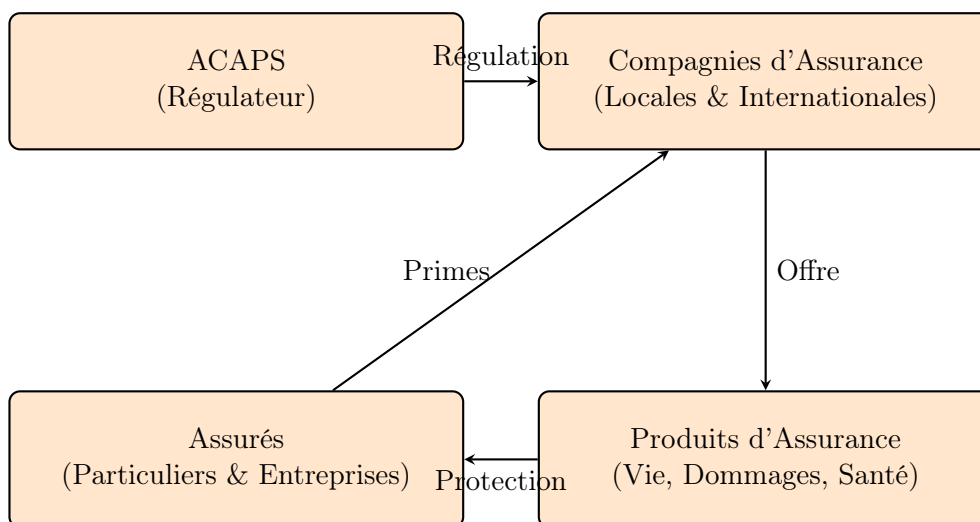 ACAPS
(Régulateur)
Régulation
Compagnies d'Assurance
(Locales & Internationales)
Primes
Offre
Assurés
(Particuliers & Entreprises)
Protection
Produits d'Assurance
(Vie, Dommages, Santé)